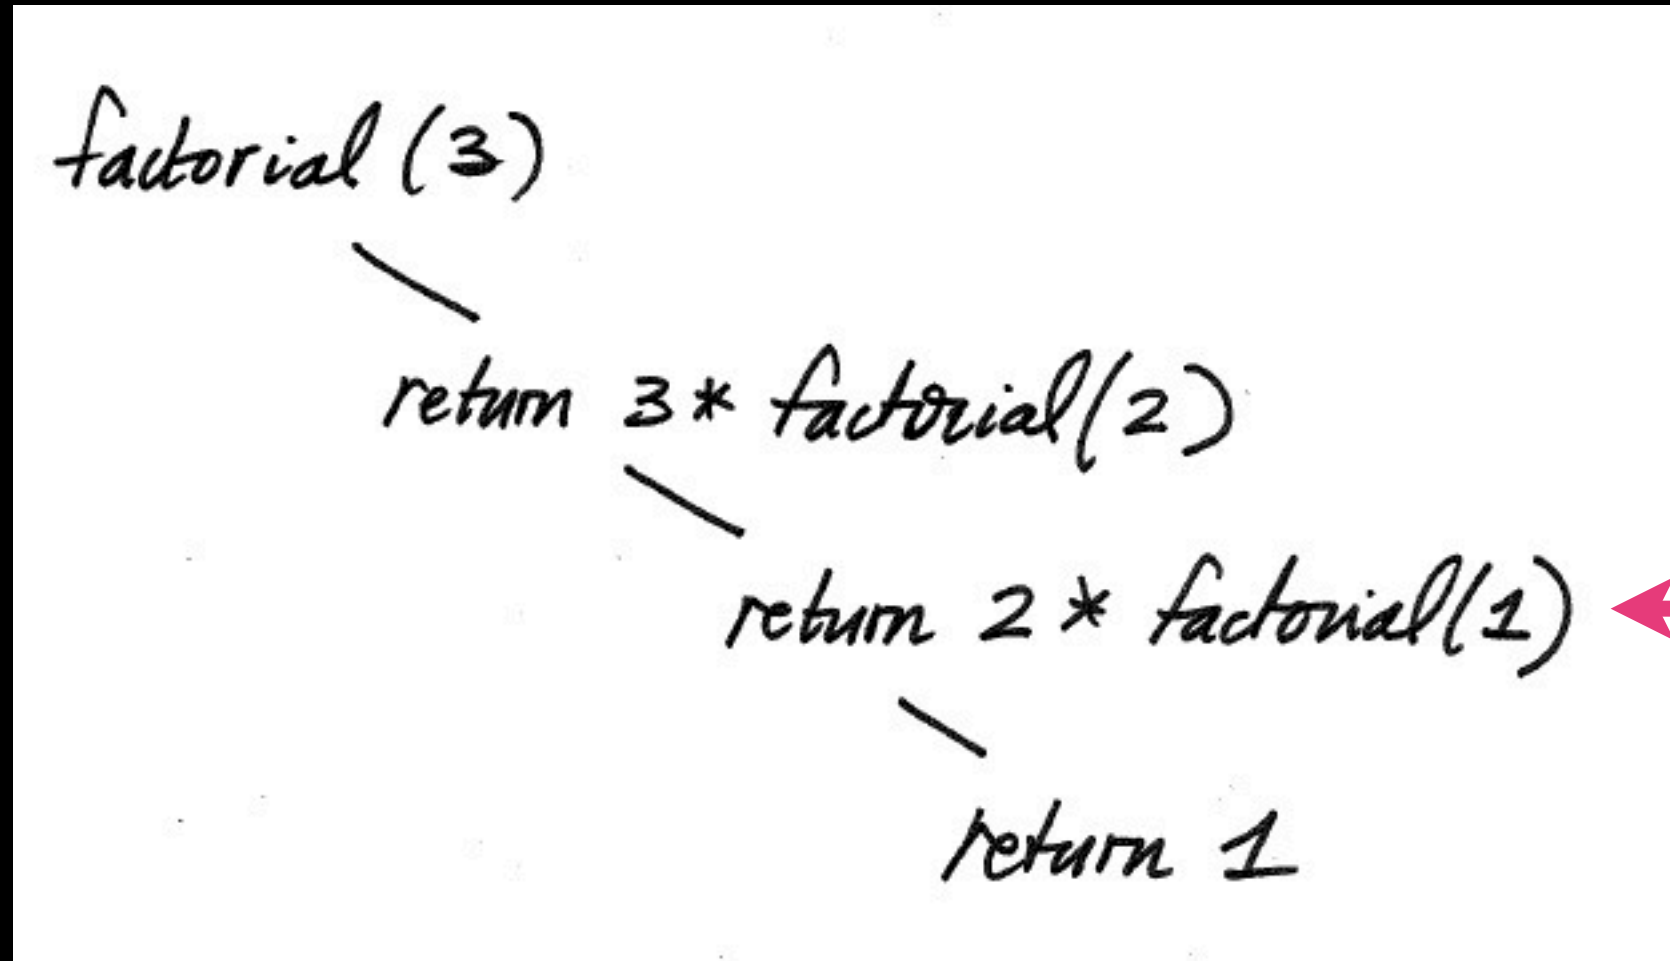 factorial (3)
return 3 * factorial(2)
return 2 * factorial(1)
return 1